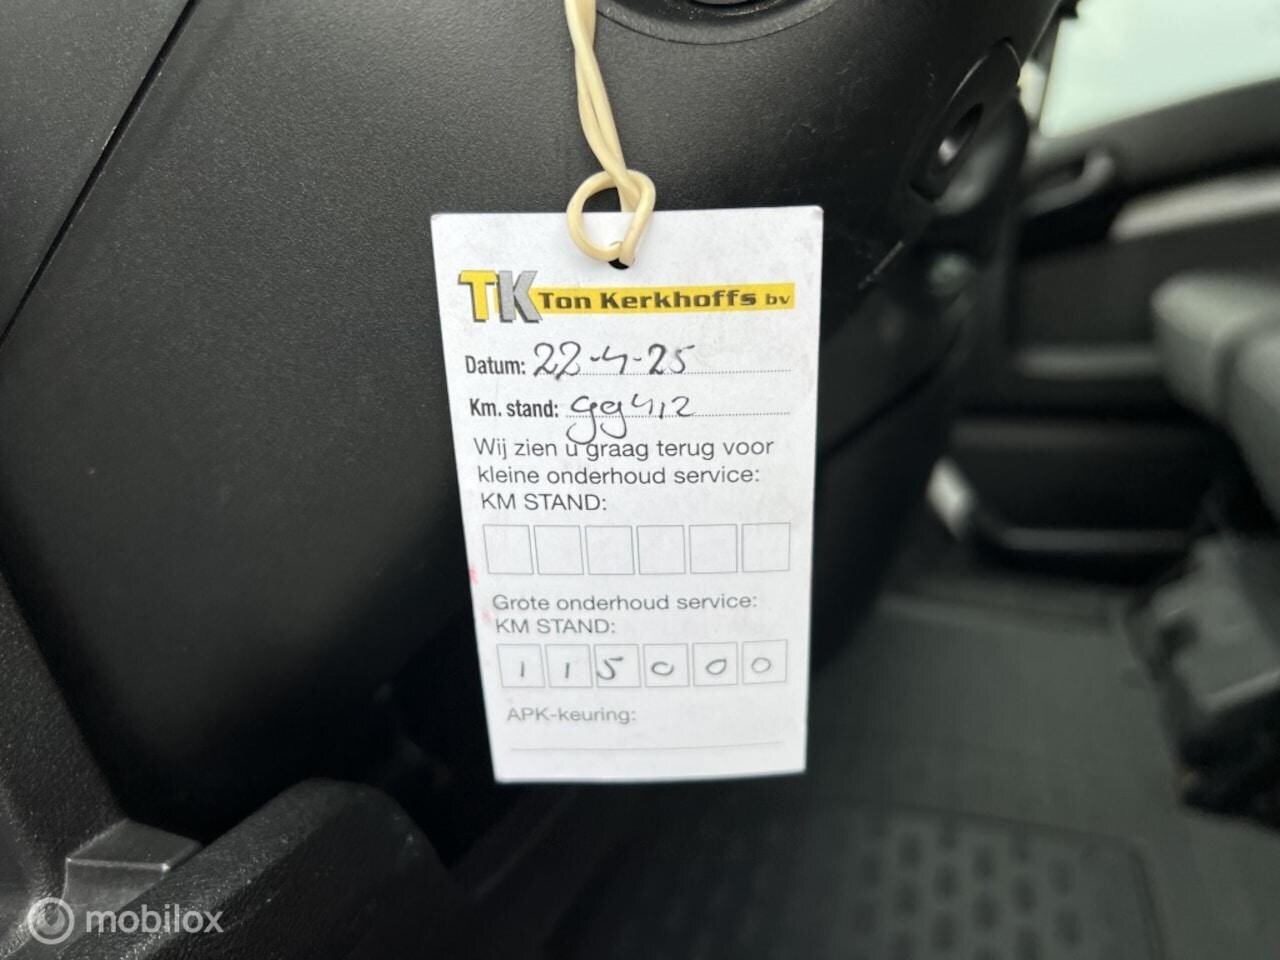 TK Ton Kerkhoffs bv
Datum: 22-4-25
Km. stand: 99412
Wij zien u graag terug voor
kleine onderhoud service:
KM STAND:
Grote onderhoud service:
KM STAND:
115000
APK-keuring:
mobilox